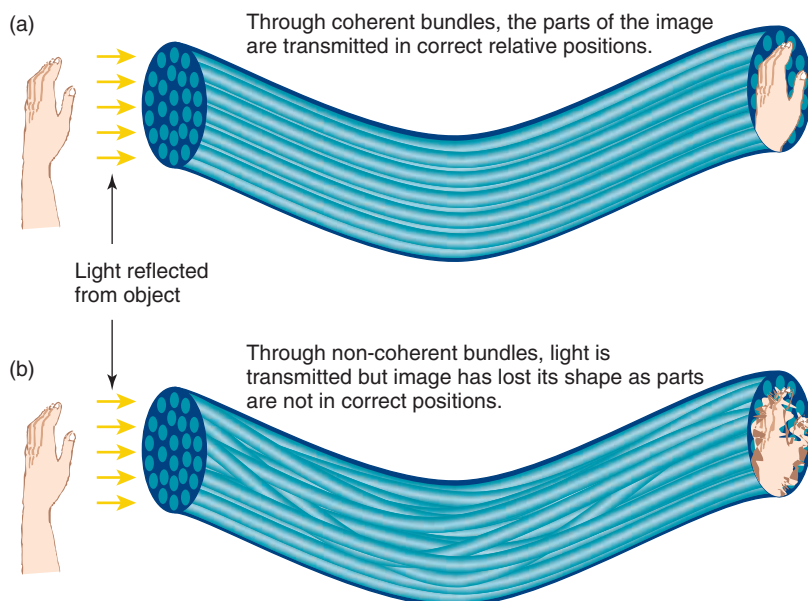 (a)
Through coherent bundles, the parts of the image
are transmitted in correct relative positions.
Light reflected
from object
(b)
Through non-coherent bundles, light is
transmitted but image has lost its shape as parts
are not in correct positions.